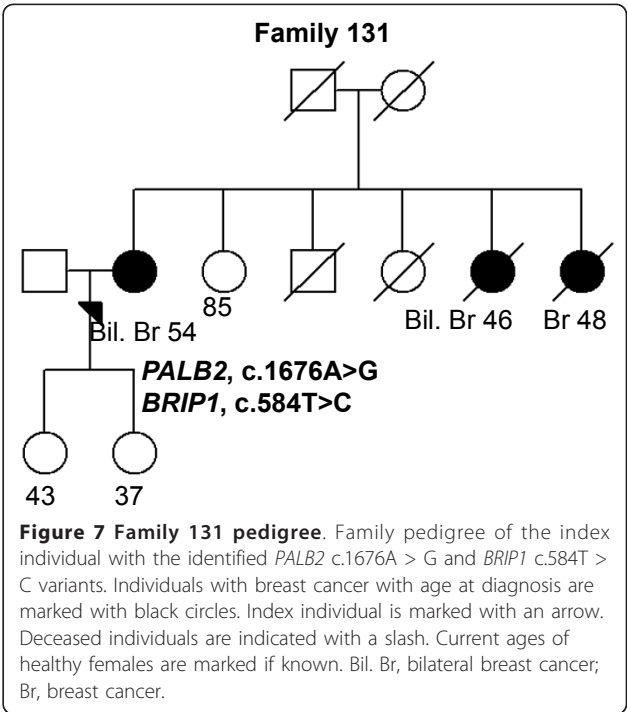 Family 131
85
Bil. Br 54
Bil. Br 46
Br 48
PALB2, c.1676A>G
BRIP1, c.584T>C
43
37
Figure 7 Family 131 pedigree. Family pedigree of the index
individual with the identified PALB2 c.1676A > G and BRIP1 c.584T >
C variants. Individuals with breast cancer with age at diagnosis are
marked with black circles. Index individual is marked with an arrow.
Deceased individuals are indicated with a slash. Current ages of
healthy females are marked if known. Bil. Br, bilateral breast cancer;
Br, breast cancer.